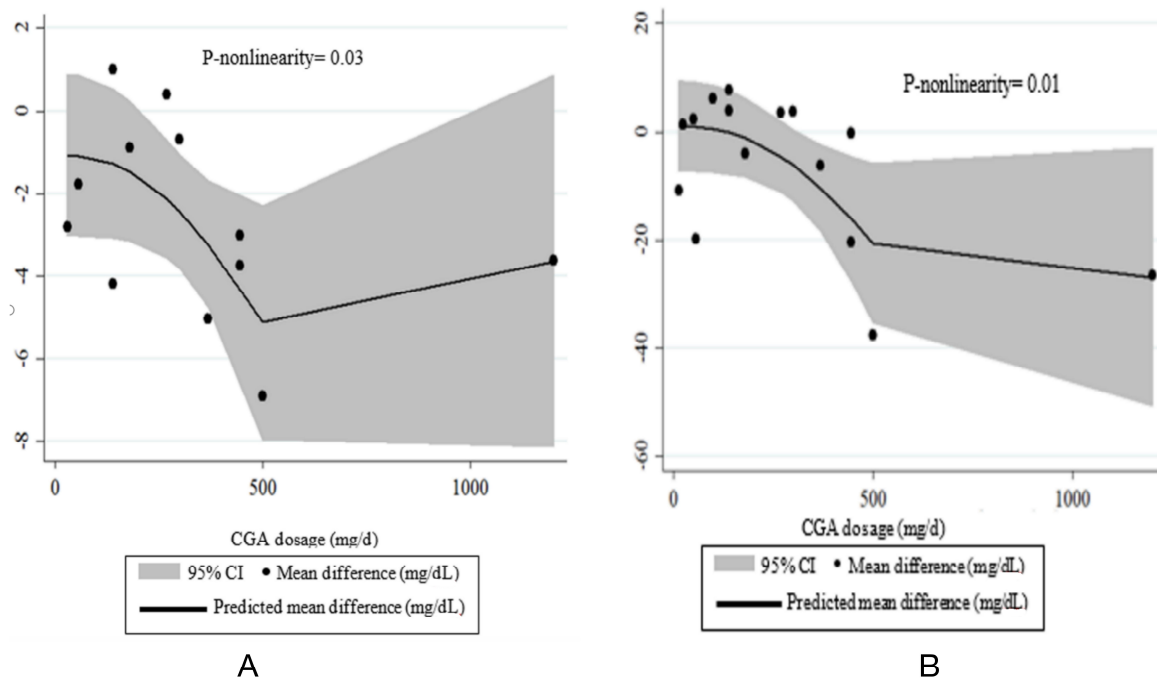 2
0
-2
-4
-6
-8
P-nonlinearity= 0.03
0
500
1000
CGA dosage (mg/d)
95% CI
Mean difference (mg/dL)
Predicted mean difference (mg/dL)
A
20
0
-20
-40
-60
P-nonlinearity= 0.01
0
500
1000
CGA dosage (mg/d)
95% CI
Mean difference (mg/dL)
Predicted mean difference (mg/dL)
B